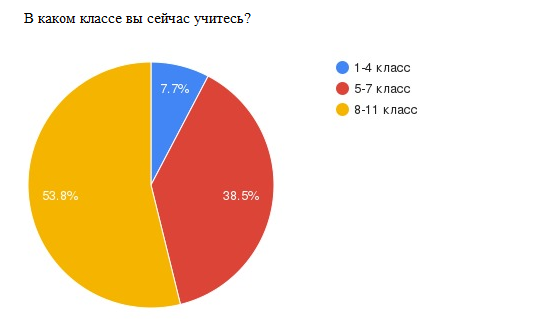 В каком классе вы сейчас учитесь?
1-4 класс
5-7 класс
8-11 класс
7.7%
53.8%
38.5%